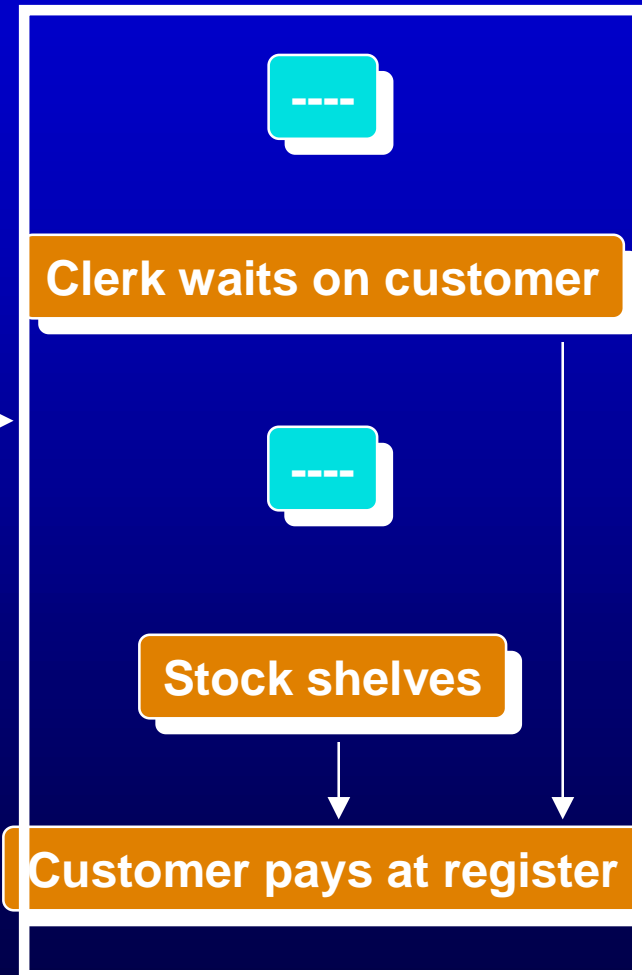 ----
Clerk waits on customer
----
Stock shelves
Customer pays at register